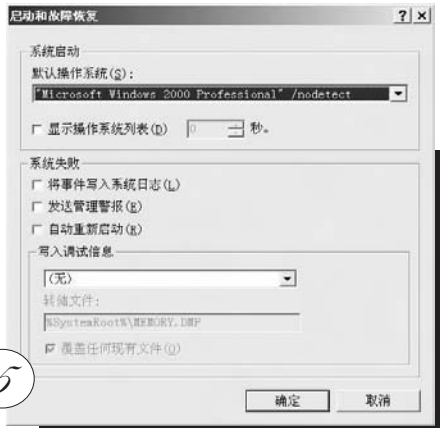 启动和故障恢复
系统启动
默认操作系统(S):
"Microsoft Windows 2000 Professional" /nodetect
显示操作系统列表(D) 0 秒。
系统失败
将事件写入系统日志(L)
发送管理警报(E)
自动重新启动(R)
写入调试信息
(无)
转储文件:
%SystemRoot%\MEMORY.DMP
覆盖任何现有文件(O)
5
确定 取消